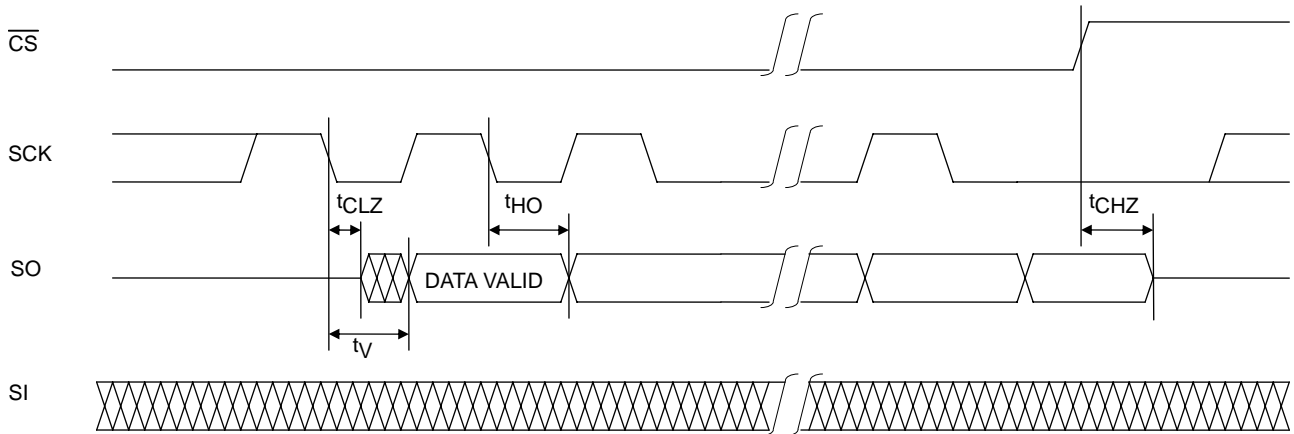 CS
SCK
tCLZ
tHO
tCHZ
SO
DATA VALID
tV
SI